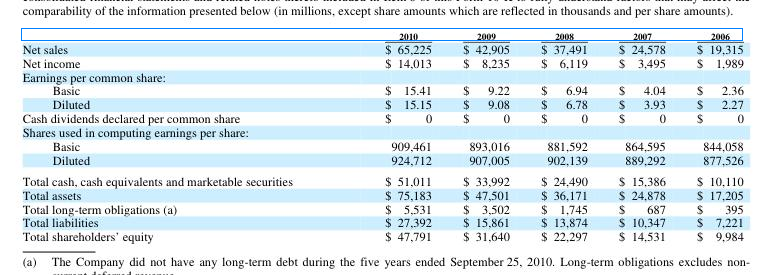 comparability of the information presented below (in millions, except share amounts which are reflected in thousands and per share amounts).
2010 2009 2008 2007 2006
Net sales $ 65,225 $ 42,905 $ 37,491 $ 24,578 $ 19,315
Net income $ 14,013 $ 8,235 $ 6,119 $ 3,495 $ 1,989
Earnings per common share:
Basic $ 15.41 $ 9.22 $ 6.94 $ 4.04 $ 2.36
Diluted $ 15.15 $ 9.08 $ 6.78 $ 3.93 $ 2.27
Cash dividends declared per common share $ 0 $ 0 $ 0 $ 0 $ 0
Shares used in computing earnings per share:
Basic 909,461 893,016 881,592 864,595 844,058
Diluted 924,712 907,005 902,139 889,292 877,526
Total cash, cash equivalents and marketable securities $ 51,011 $ 33,992 $ 24,490 $ 15,386 $ 10,110
Total assets $ 75,183 $ 47,501 $ 36,171 $ 24,878 $ 17,205
Total long-term obligations (a) $ 5,531 $ 3,502 $ 1,745 $ 687 $ 395
Total liabilities $ 27,392 $ 15,861 $ 13,874 $ 10,347 $ 7,221
Total shareholders' equity $ 47,791 $ 31,640 $ 22,297 $ 14,531 $ 9,984
(a) The Company did not have any long-term debt during the five years ended September 25, 2010. Long-term obligations excludes non-